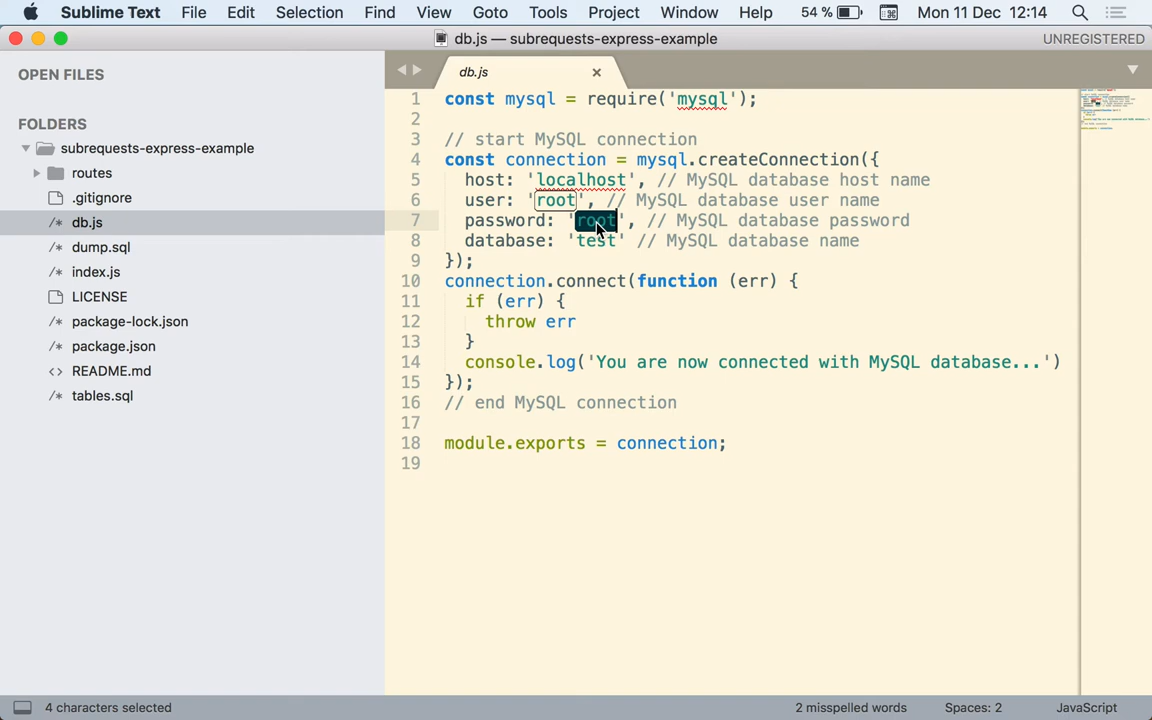 Sublime Text File Edit Selection Find View Goto Tools Project Window Help 54 % Mon 11 Dec 12:14
db.js — subrequests-express-example UNREGISTERED
OPEN FILES
FOLDERS
subrequests-express-example
routes
.gitignore
/* db.js
/* dump.sql
/* index.js
LICENSE
/* package-lock.json
/* package.json
<> README.md
/* tables.sql
db.js ×
1 const mysql = require('mysql');
2
3 // start MySQL connection
4 const connection = mysql.createConnection({
5 host: 'localhost', // MySQL database host name
6 user: 'root', // MySQL database user name
7 password: 'root', // MySQL database password
8 database: 'test' // MySQL database name
9 });
10 connection.connect(function (err) {
11 if (err) {
12 throw err
13 }
14 console.log('You are now connected with MySQL database...')
15 });
16 // end MySQL connection
17
18 module.exports = connection;
19
4 characters selected 2 misspelled words Spaces: 2 JavaScript